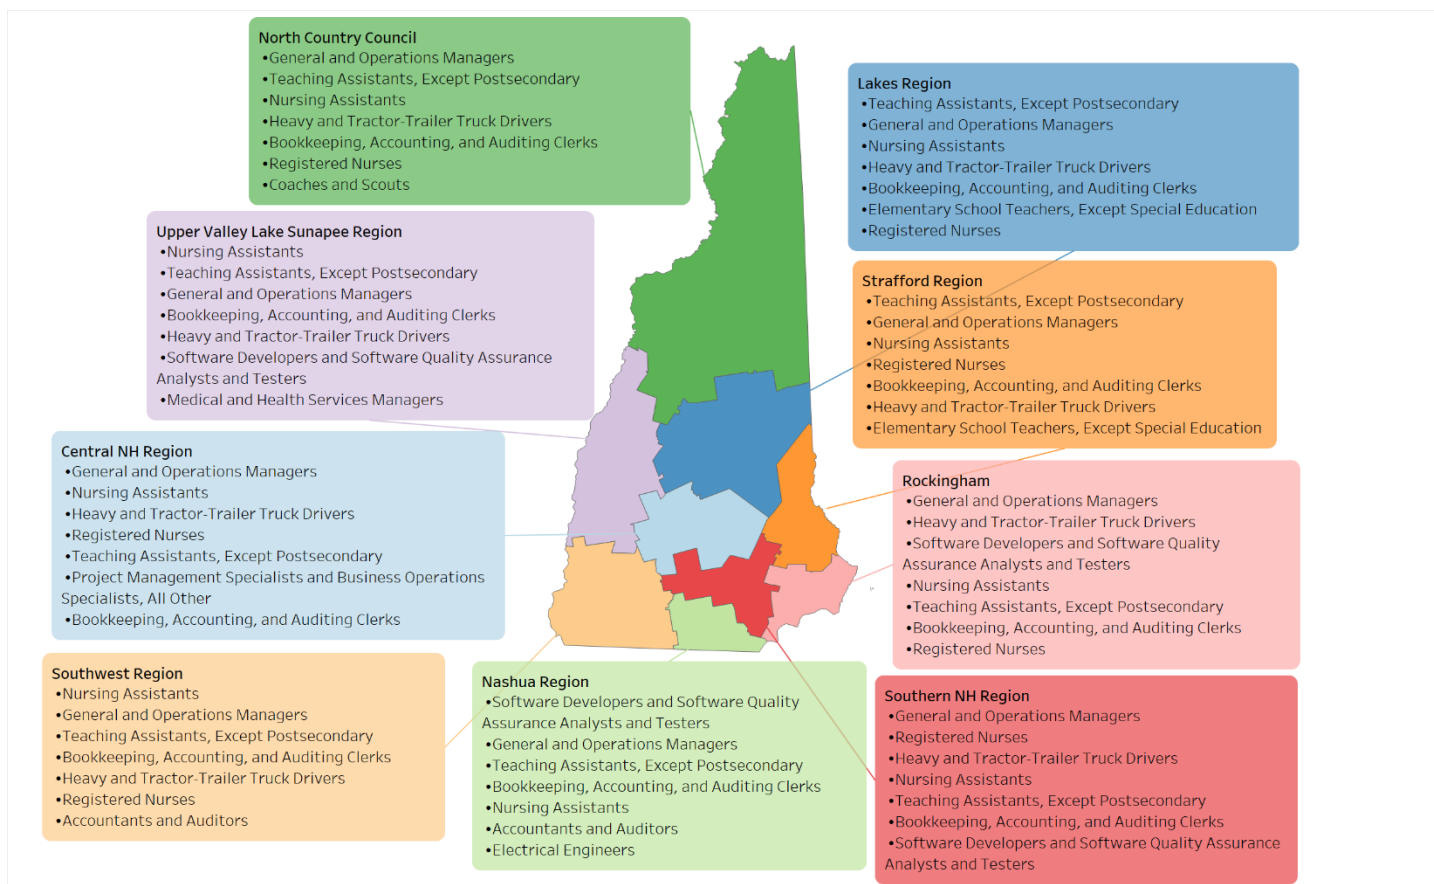 North Country Council
•General and Operations Managers
•Teaching Assistants, Except Postsecondary
•Nursing Assistants
•Heavy and Tractor-Trailer Truck Drivers
•Bookkeeping, Accounting, and Auditing Clerks
•Registered Nurses
•Coaches and Scouts
Lakes Region
•Teaching Assistants, Except Postsecondary
•General and Operations Managers
•Nursing Assistants
•Heavy and Tractor-Trailer Truck Drivers
•Bookkeeping, Accounting, and Auditing Clerks
•Elementary School Teachers, Except Special Education
•Registered Nurses
Upper Valley Lake Sunapee Region
•Nursing Assistants
•Teaching Assistants, Except Postsecondary
•General and Operations Managers
•Bookkeeping, Accounting, and Auditing Clerks
•Heavy and Tractor-Trailer Truck Drivers
•Software Developers and Software Quality Assurance
Analysts and Testers
•Medical and Health Services Managers
Strafford Region
•Teaching Assistants, Except Postsecondary
•General and Operations Managers
•Nursing Assistants
•Registered Nurses
•Bookkeeping, Accounting, and Auditing Clerks
•Heavy and Tractor-Trailer Truck Drivers
•Elementary School Teachers, Except Special Education
Central NH Region
•General and Operations Managers
•Nursing Assistants
•Heavy and Tractor-Trailer Truck Drivers
•Registered Nurses
•Teaching Assistants, Except Postsecondary
•Project Management Specialists and Business Operations
Specialists, All Other
•Bookkeeping, Accounting, and Auditing Clerks
Rockingham
•General and Operations Managers
•Heavy and Tractor-Trailer Truck Drivers
•Software Developers and Software Quality
Assurance Analysts and Testers
•Nursing Assistants
•Teaching Assistants, Except Postsecondary
•Bookkeeping, Accounting, and Auditing Clerks
•Registered Nurses
Southwest Region
•Nursing Assistants
•General and Operations Managers
•Teaching Assistants, Except Postsecondary
•Bookkeeping, Accounting, and Auditing Clerks
•Heavy and Tractor-Trailer Truck Drivers
•Registered Nurses
•Accountants and Auditors
Nashua Region
•Software Developers and Software Quality
Assurance Analysts and Testers
•General and Operations Managers
•Teaching Assistants, Except Postsecondary
•Bookkeeping, Accounting, and Auditing Clerks
•Nursing Assistants
•Accountants and Auditors
•Electrical Engineers
Southern NH Region
•General and Operations Managers
•Registered Nurses
•Heavy and Tractor-Trailer Truck Drivers
•Nursing Assistants
•Teaching Assistants, Except Postsecondary
•Bookkeeping, Accounting, and Auditing Clerks
•Software Developers and Software Quality Assurance
Analysts and Testers